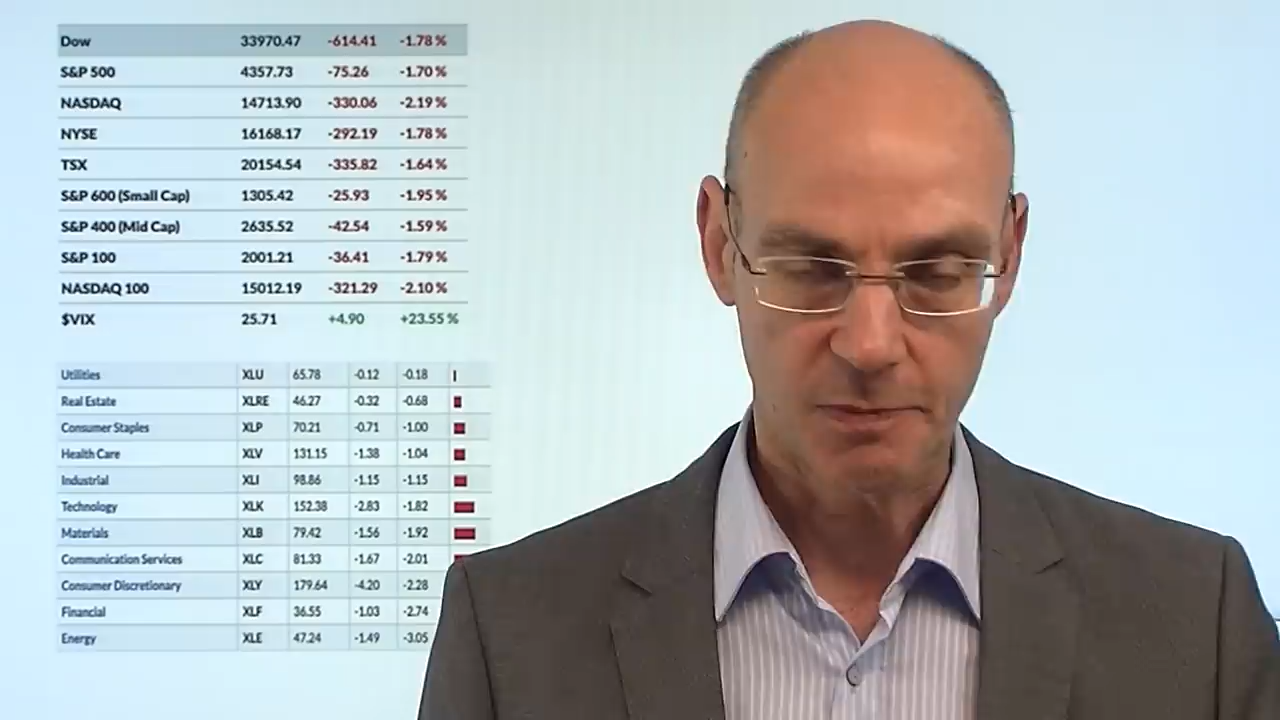 Dow 33970.47 -614.41 -1.78 %
S&P 500 4357.73 -75.26 -1.70 %
NASDAQ 14713.90 -330.06 -2.19 %
NYSE 16168.17 -292.19 -1.78 %
TSX 20154.54 -335.82 -1.64 %
S&P 600 (Small Cap) 1305.42 -25.93 -1.95 %
S&P 400 (Mid Cap) 2635.52 -42.54 -1.59 %
S&P 100 2001.21 -36.41 -1.79 %
NASDAQ 100 15012.19 -321.29 -2.10 %
$VIX 25.71 +4.90 +23.55 %
Utilities XLU 65.78 -0.12 -0.18
Real Estate XLRE 46.27 -0.32 -0.68
Consumer Staples XLP 70.21 -0.71 -1.00
Health Care XLV 131.15 -1.38 -1.04
Industrial XLI 98.86 -1.15 -1.15
Technology XLK 152.38 -2.83 -1.82
Materials XLB 79.42 -1.56 -1.92
Communication Services XLC 81.33 -1.67 -2.01
Consumer Discretionary XLY 179.64 -4.20 -2.28
Financial XLF 36.55 -1.03 -2.74
Energy XLE 47.24 -1.49 -3.05